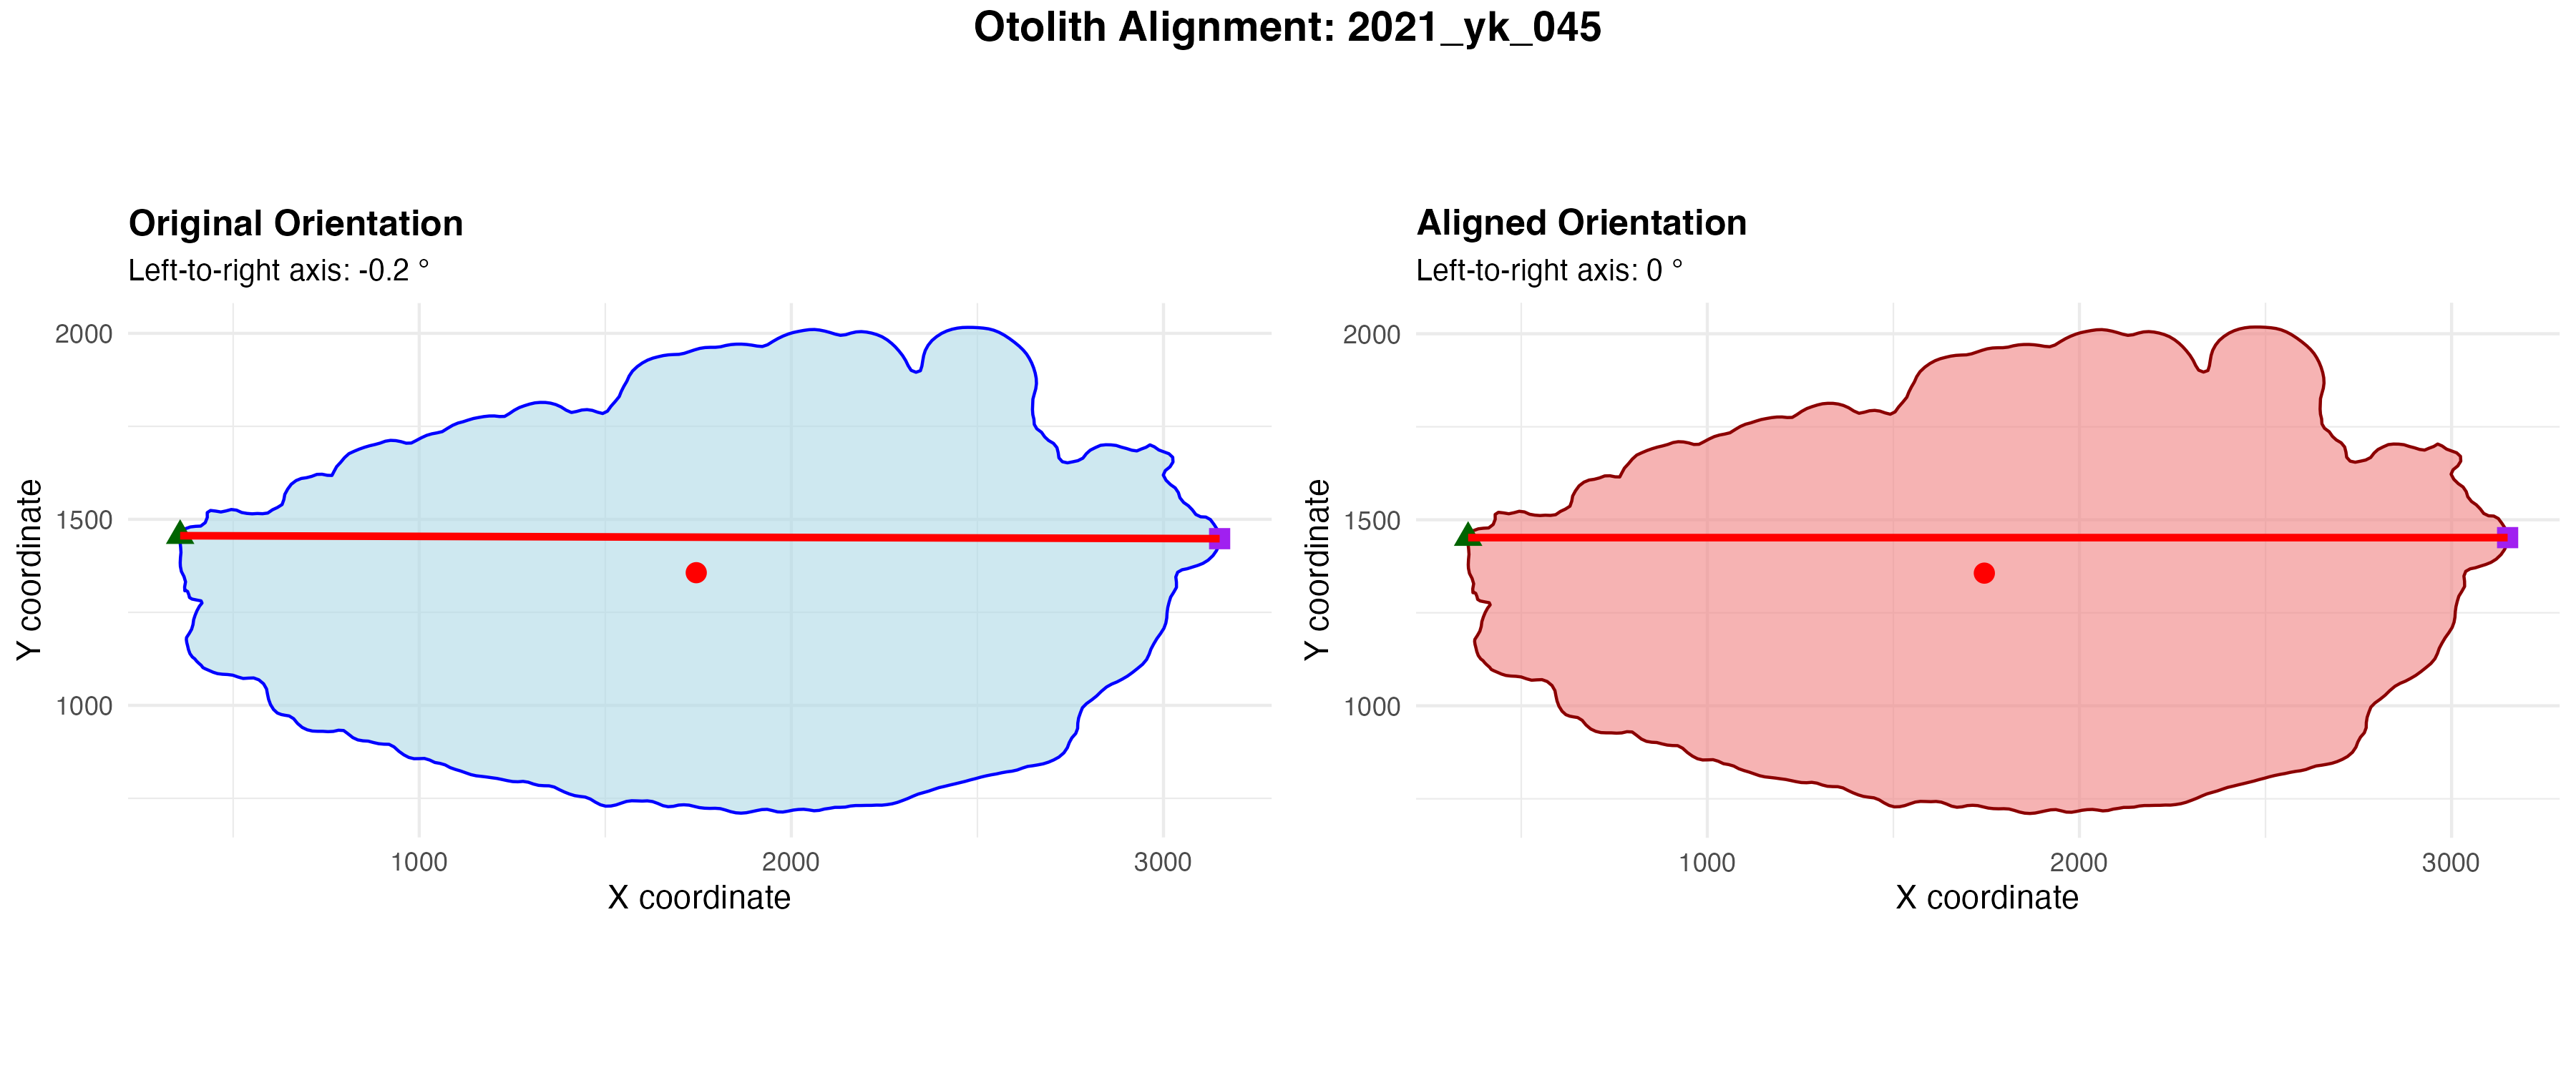 Otolith Alignment: 2021_yk_045
Original Orientation
Left-to-right axis: -0.2 °
2000
1500
1000
Y coordinate
1000 2000 3000
X coordinate
Aligned Orientation
Left-to-right axis: 0 °
2000
1500
1000
Y coordinate
1000 2000 3000
X coordinate